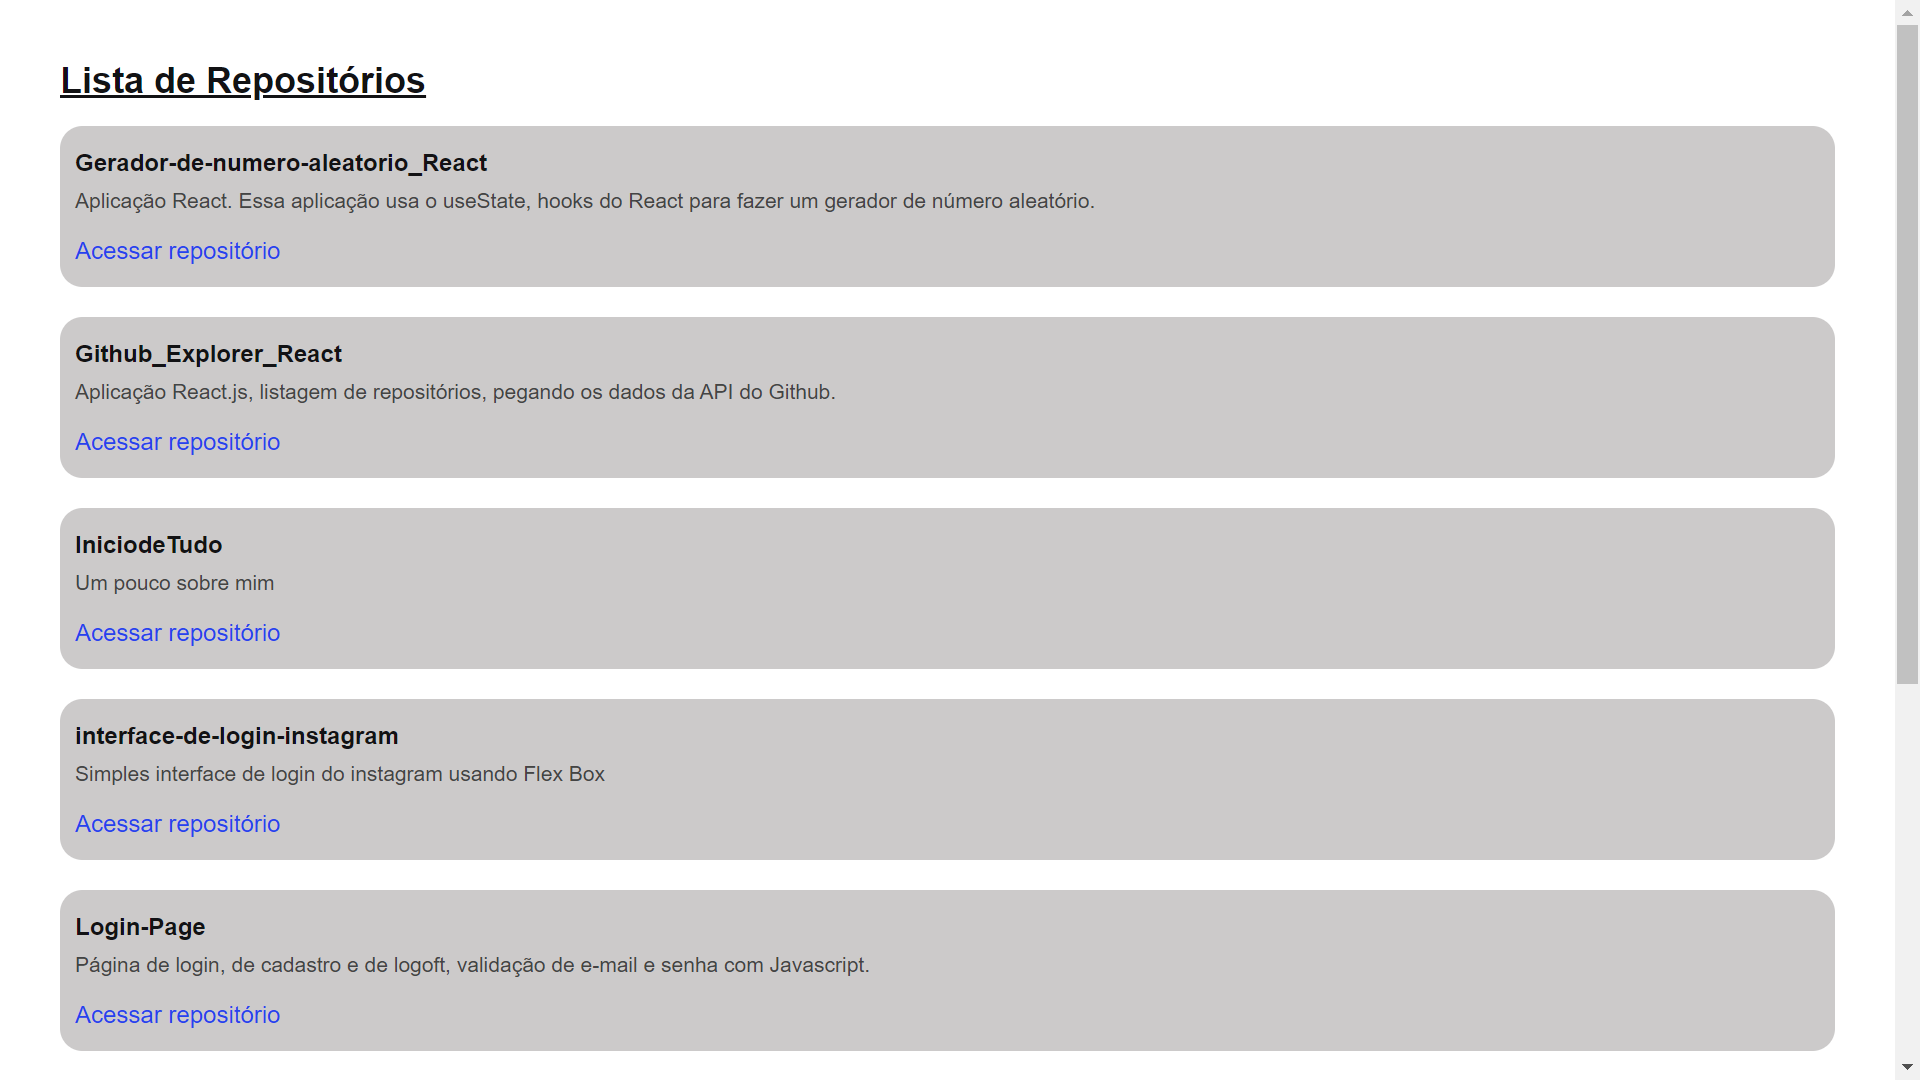 Lista de Repositórios
Gerador-de-numero-aleatorio_React
Aplicação React. Essa aplicação usa o useState, hooks do React para fazer um gerador de número aleatório.
Acessar repositório
Github_Explorer_React
Aplicação React.js, listagem de repositórios, pegando os dados da API do Github.
Acessar repositório
IniciodeTudo
Um pouco sobre mim
Acessar repositório
interface-de-login-instagram
Simples interface de login do instagram usando Flex Box
Acessar repositório
Login-Page
Página de login, de cadastro e de logoft, validação de e-mail e senha com Javascript.
Acessar repositório